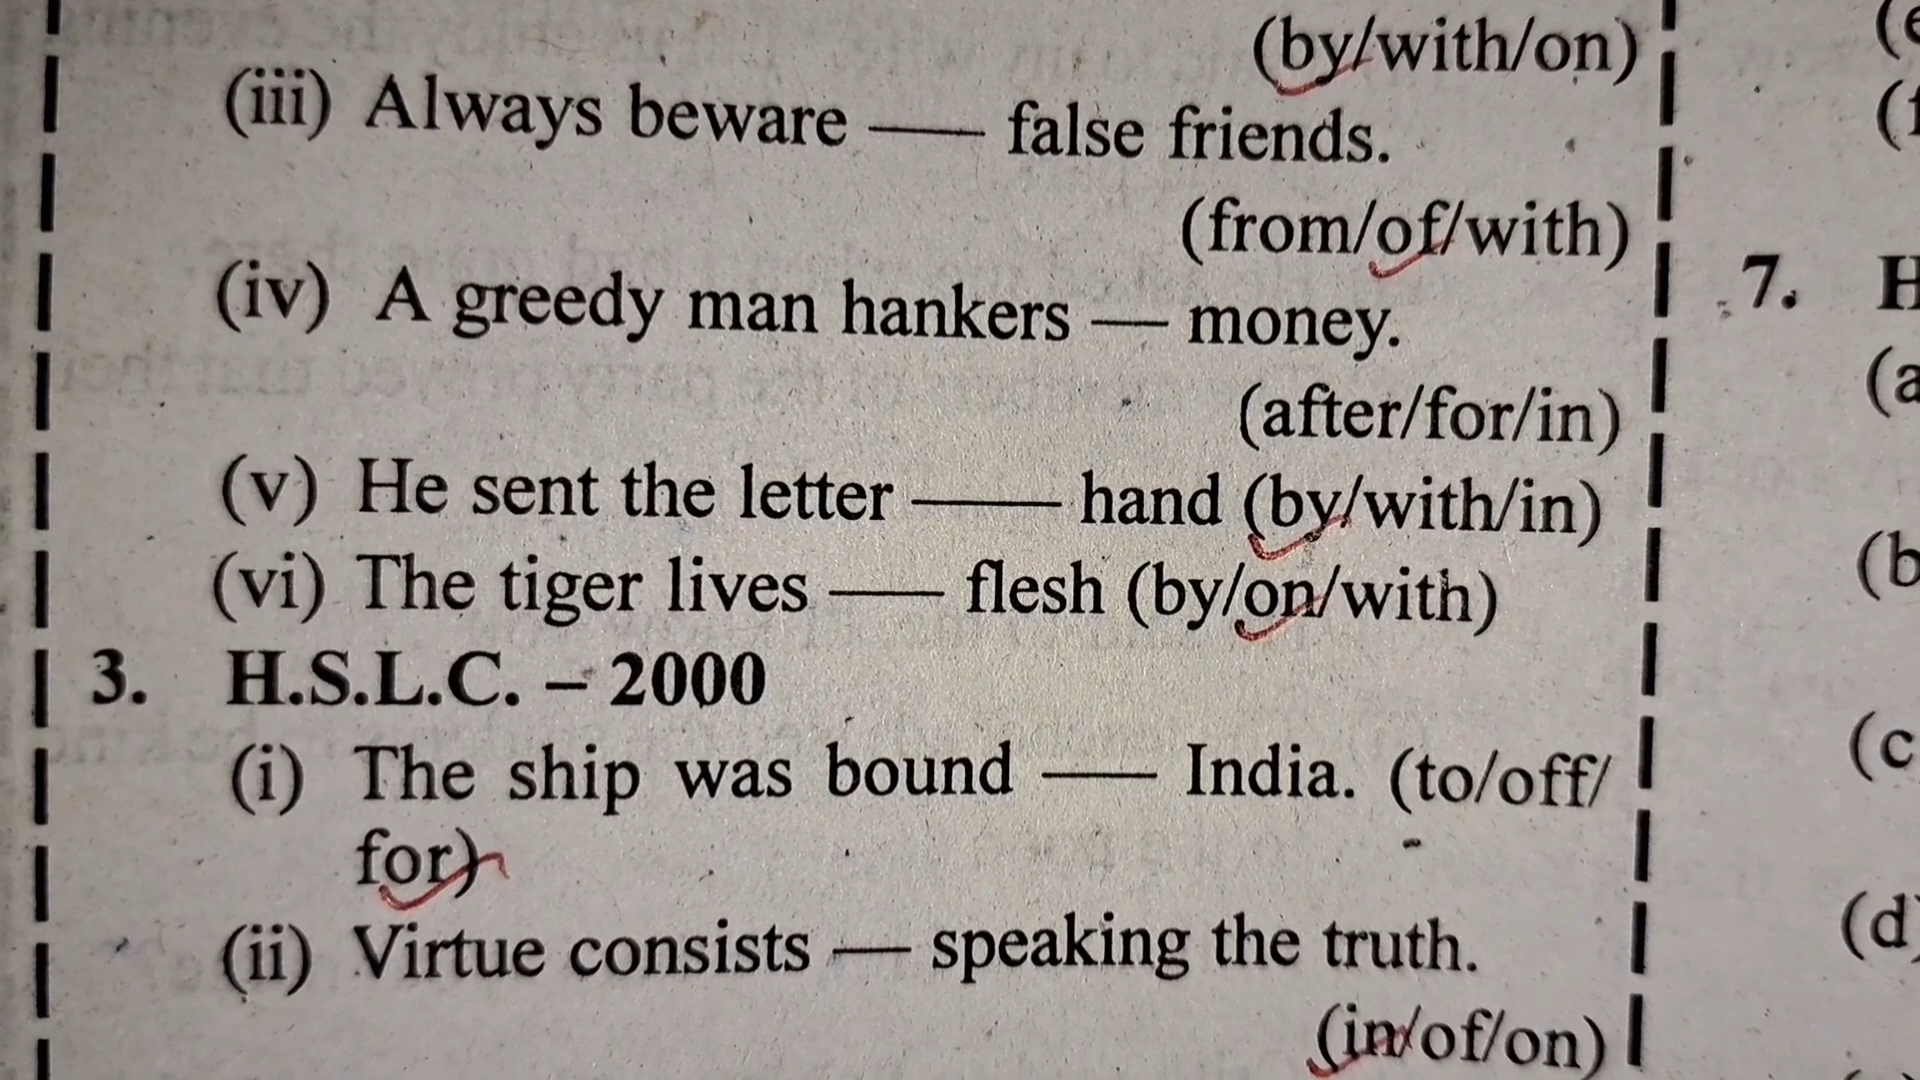 (by/with/on)
(iii) Always beware — false friends.
(from/of/with)
(iv) A greedy man hankers — money.
(after/for/in)
(v) He sent the letter — hand (by/with/in)
(vi) The tiger lives — flesh (by/on/with)
3. H.S.L.C. – 2000
(i) The ship was bound — India. (to/off/
for)
(ii) Virtue consists — speaking the truth.
(in/of/on)
7. H
(a
(b
(c
(d)